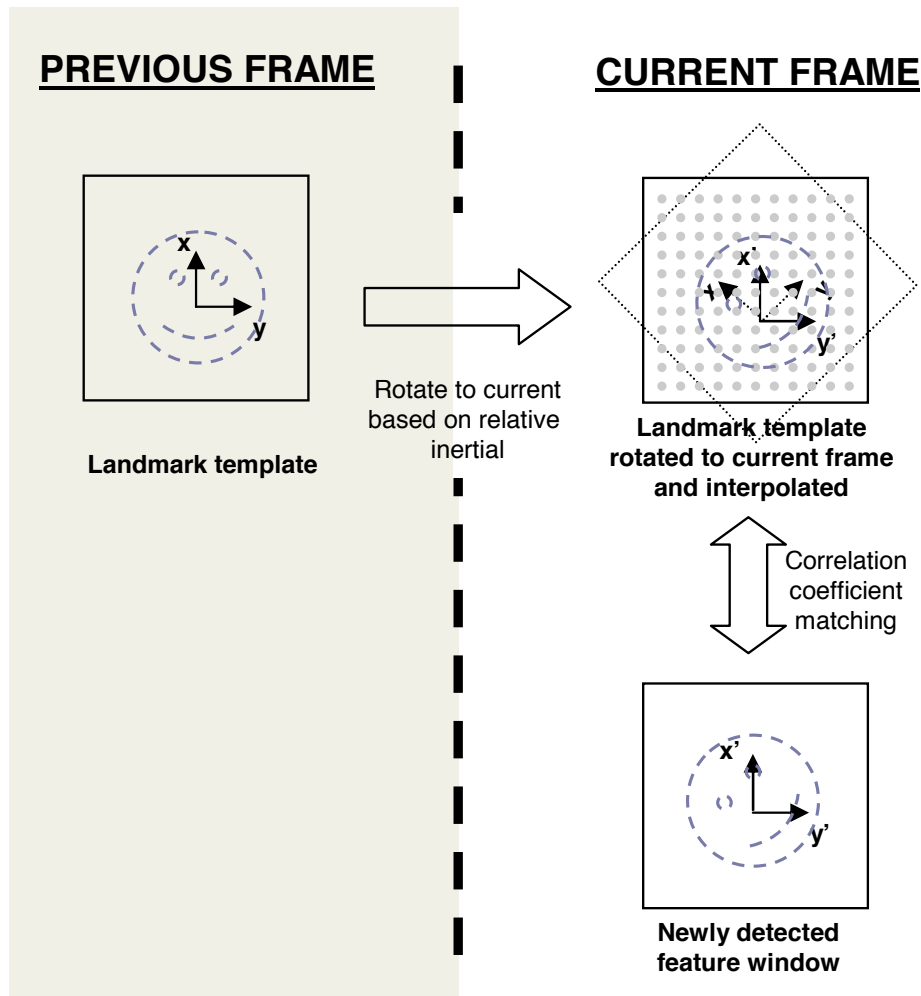 PREVIOUS FRAME
CURRENT FRAME
x
y
Landmark template
Rotate to current
based on relative
inertial
x'
x
y
y'
Landmark template
rotated to current frame
and interpolated
Correlation
coefficient
matching
x'
y'
Newly detected
feature window